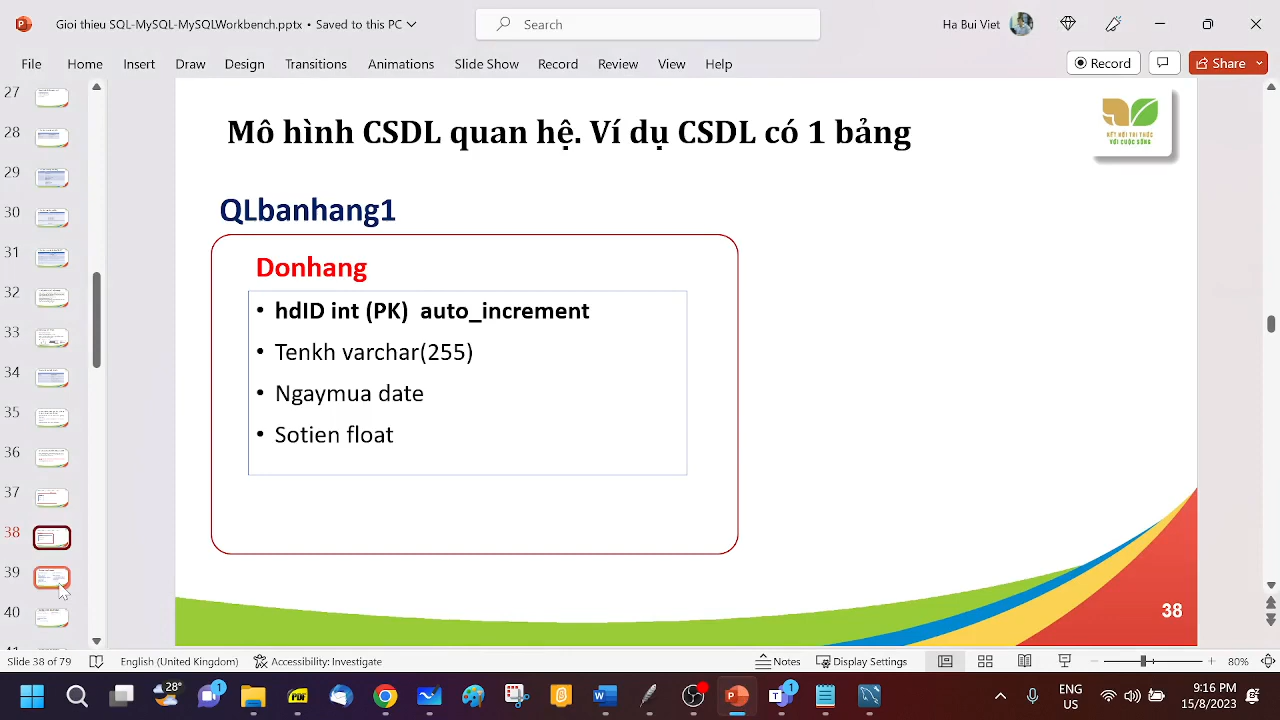 Goi thieu SQL-MySQL-MySQLWorkbench.... • Saved to this PC
Search
Ha Bui Viet
File Home Insert Draw Design Transitions Animations Slide Show Record Review View Help
Record
Share
27
28
29
30
31
32
33
34
35
36
37
38
39
40
Mô hình CSDL quan hệ. Ví dụ CSDL có 1 bảng
KẾT NỐI TRI THỨC
VỚI CUỘC SỐNG
QLbanhang1
Donhang
• hdID int (PK) auto_increment
• Tenkh varchar(255)
• Ngaymua date
• Sotien float
38
Slide 38 of 79
English (United Kingdom)
Accessibility: Investigate
Notes
Display Settings
80%
28°
1
1
ENG
US
9:16 PM
15/8/2023